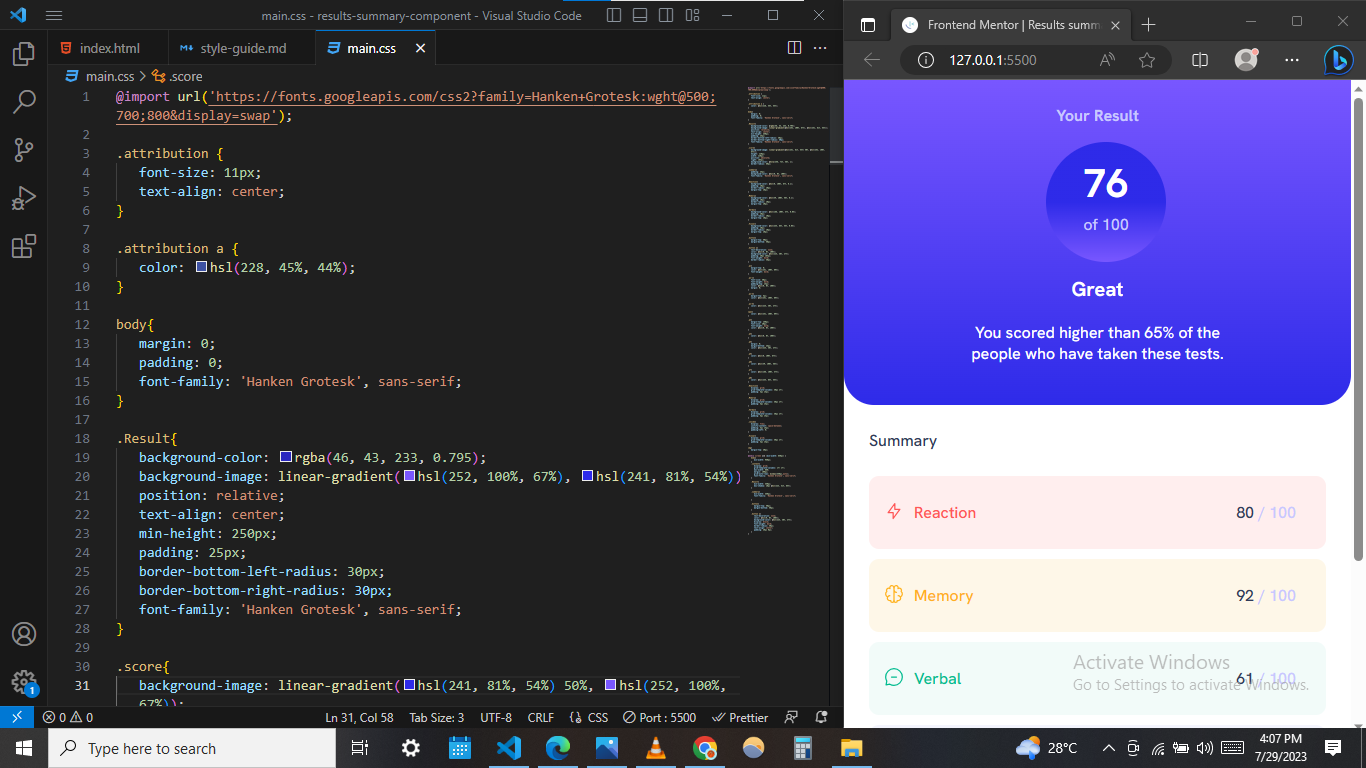 main.css - results-summary-component - Visual Studio Code
index.html
style-guide.md
main.css
main.css > .score
1 @import url('https://fonts.googleapis.com/css2?family=Hanken+Grotesk:wght@500;
700;800&display=swap');
2
3 .attribution {
4 font-size: 11px;
5 text-align: center;
6 }
7
8 .attribution a {
9 color: hsl(228, 45%, 44%);
10 }
11
12 body{
13 margin: 0;
14 padding: 0;
15 font-family: 'Hanken Grotesk', sans-serif;
16 }
17
18 .Result{
19 background-color: rgba(46, 43, 233, 0.795);
20 background-image: linear-gradient(hsl(252, 100%, 67%), hsl(241, 81%, 54%))
21 position: relative;
22 text-align: center;
23 min-height: 250px;
24 padding: 25px;
25 border-bottom-left-radius: 30px;
26 border-bottom-right-radius: 30px;
27 font-family: 'Hanken Grotesk', sans-serif;
28 }
29
30 .score{
31 background-image: linear-gradient(hsl(241, 81%, 54%) 50%, hsl(252, 100%,
67%));
1
0 0
Ln 31, Col 58
Tab Size: 3
UTF-8
CRLF
{} CSS
Port : 5500
Prettier
Frontend Mentor | Results summ
127.0.0.1:5500
Your Result
76
of 100
Great
You scored higher than 65% of the
people who have taken these tests.
Summary
Reaction 80 / 100
Memory 92 / 100
Verbal 61 / 100
Activate Windows
Go to Settings to activate Windows.
Type here to search
28°C
4:07 PM
7/29/2023